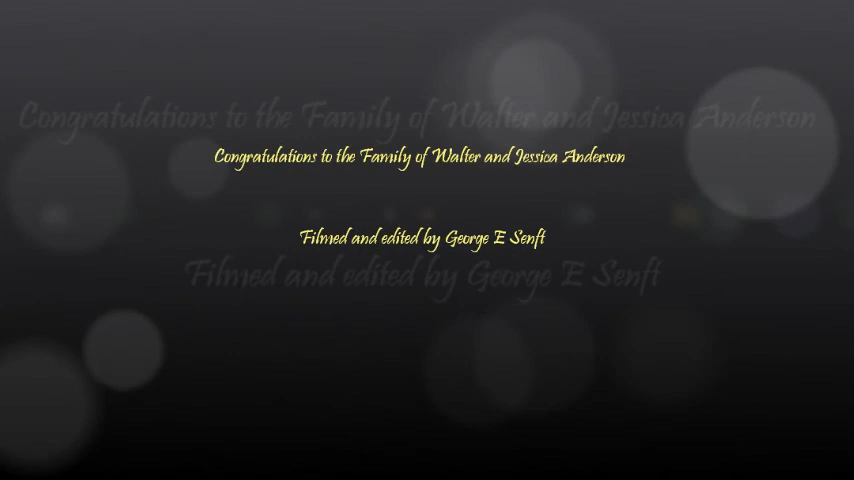 Congratulations to the Family of Walter and Jessica Anderson
Congratulations to the Family of Walter and Jessica Anderson
Filmed and edited by George E Senft
Filmed and edited by George E Senft